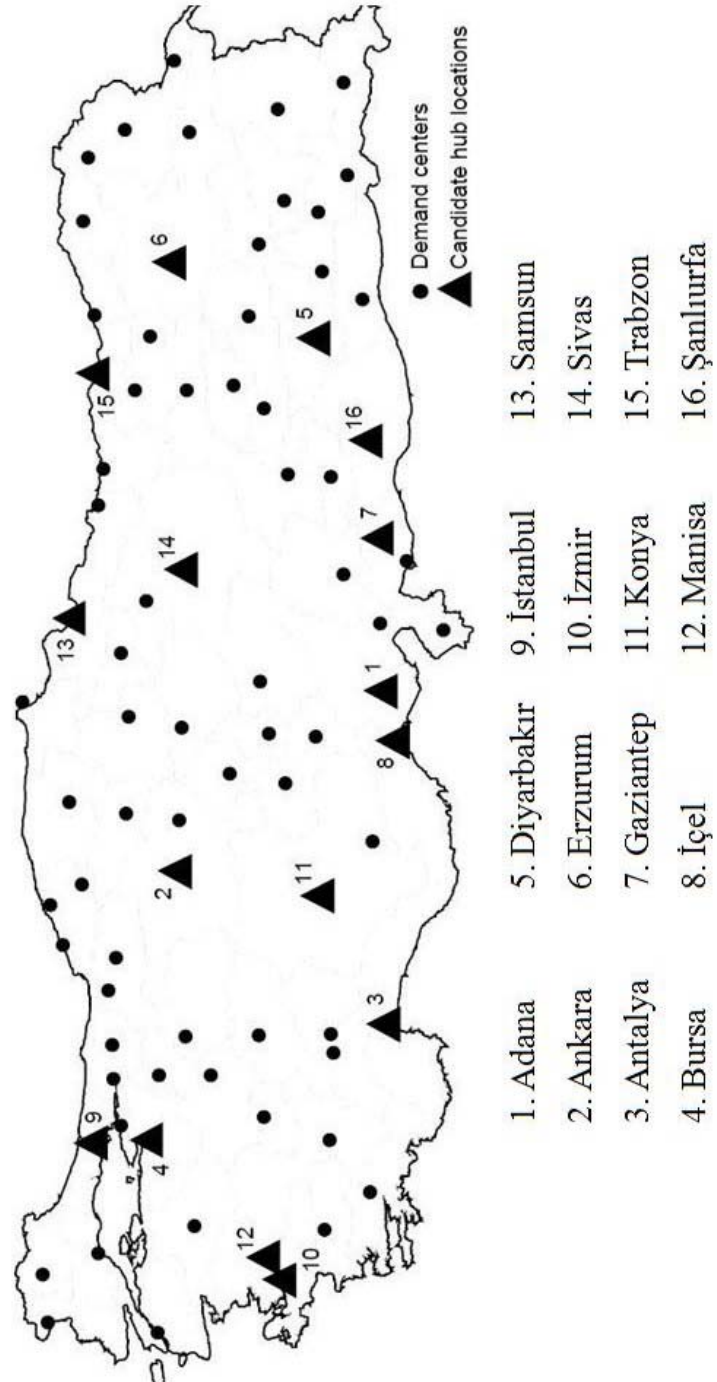 13
9
15
4
6
14
2
12
11
5
10
16
7
3
1
8
Demand centers
Candidate hub locations
1. Adana 5. Diyarbakır 9. İstanbul 13. Samsun
2. Ankara 6. Erzurum 10. İzmir 14. Sivas
3. Antalya 7. Gaziantep 11. Konya 15. Trabzon
4. Bursa 8. İçel 12. Manisa 16. Şanlıurfa